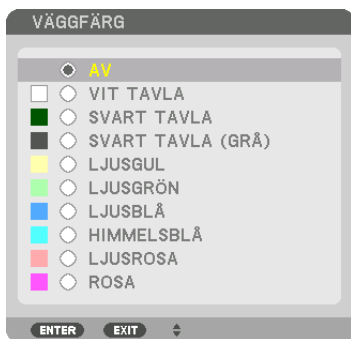 VÄGGFÄRG
AV
VIT TAVLA
SVART TAVLA
SVART TAVLA (GRÅ)
LJUSGUL
LJUSGRÖN
LJUSBLÅ
HIMMELSBLÅ
LJUSROSA
ROSA
ENTER EXIT